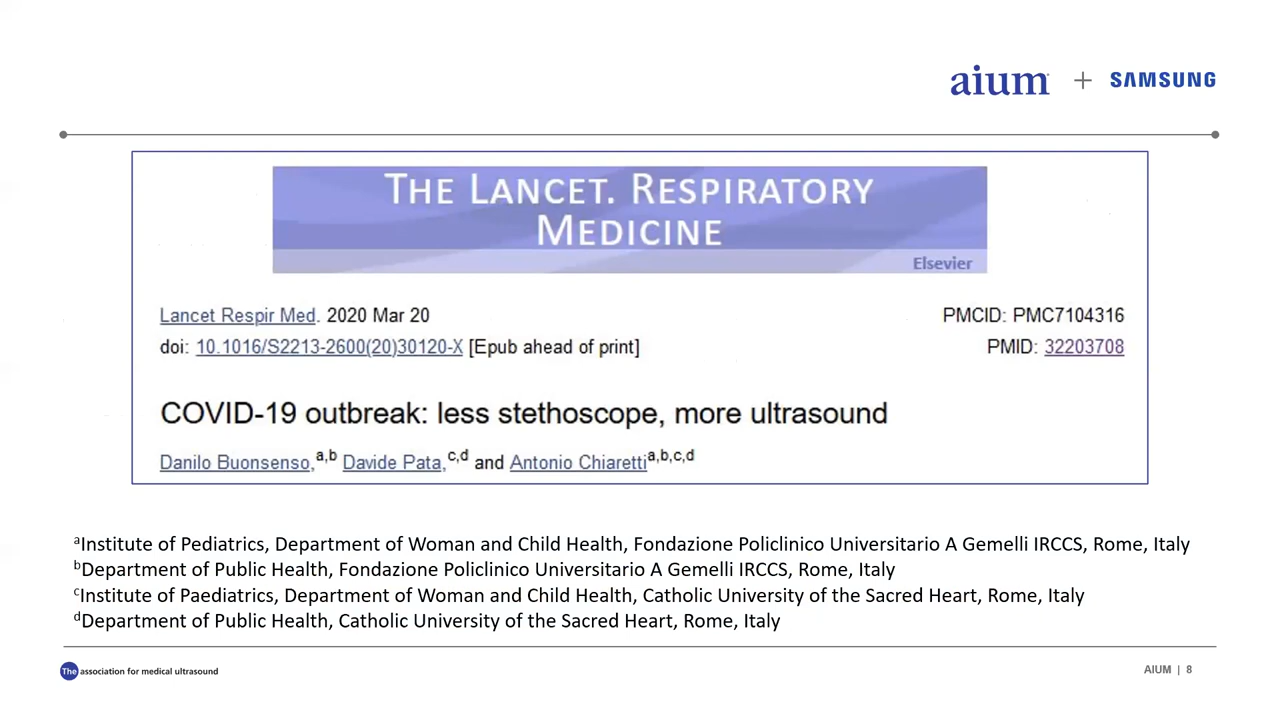 aium + SAMSUNG
THE LANCET. RESPIRATORY
MEDICINE
Elsevier
Lancet Respir Med. 2020 Mar 20 PMCID: PMC7104316
doi: 10.1016/S2213-2600(20)30120-X [Epub ahead of print] PMID: 32203708
COVID-19 outbreak: less stethoscope, more ultrasound
Danilo Buonsenso,a,b Davide Pata,c,d and Antonio Chiarettia,b,c,d
aInstitute of Pediatrics, Department of Woman and Child Health, Fondazione Policlinico Universitario A Gemelli IRCCS, Rome, Italy
bDepartment of Public Health, Fondazione Policlinico Universitario A Gemelli IRCCS, Rome, Italy
cInstitute of Paediatrics, Department of Woman and Child Health, Catholic University of the Sacred Heart, Rome, Italy
dDepartment of Public Health, Catholic University of the Sacred Heart, Rome, Italy
The association for medical ultrasound AIUM | 8